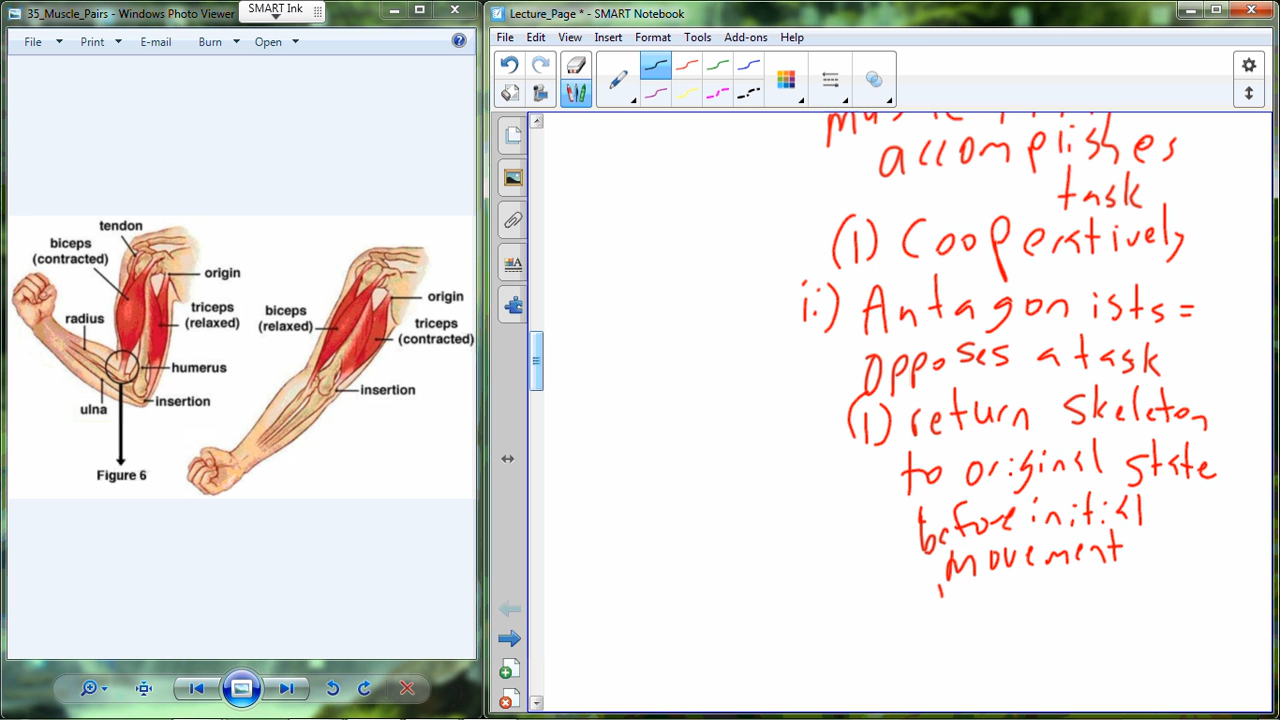 35_Muscle_Pairs - Windows Photo Viewer
SMART Ink
File Print E-mail Burn Open
tendon
biceps
(contracted)
origin
radius
triceps
(relaxed)
humerus
ulna
insertion
Figure 6
biceps
(relaxed)
origin
triceps
(contracted)
insertion
Lecture_Page * - SMART Notebook
File Edit View Insert Format Tools Add-ons Help
accomplishes
task
(1) Cooperatively
ii.) Antagonists =
opposes a task
(1) return skeleton
to original state
before initial
movement